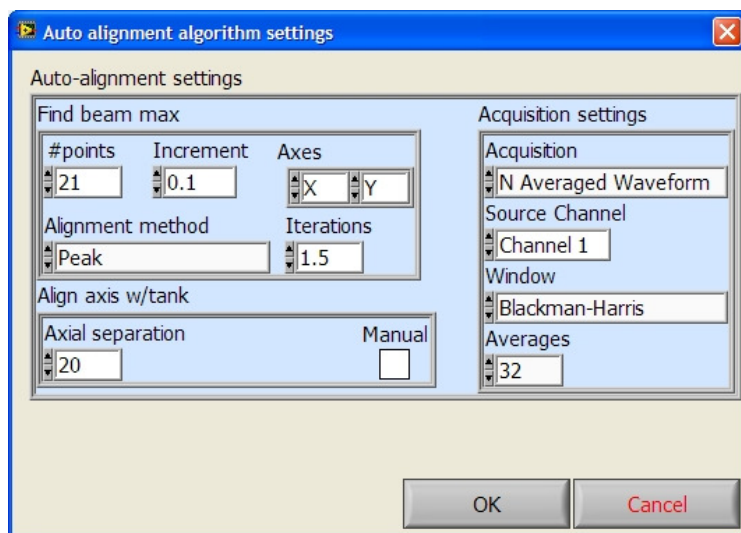 Auto alignment algorithm settings
Auto-alignment settings
Find beam max
#points Increment Axes
21 0.1 X Y
Alignment method Iterations
Peak 1.5
Align axis w/tank
Axial separation Manual
20
Acquisition settings
Acquisition
N Averaged Waveform
Source Channel
Channel 1
Window
Blackman-Harris
Averages
32
OK Cancel